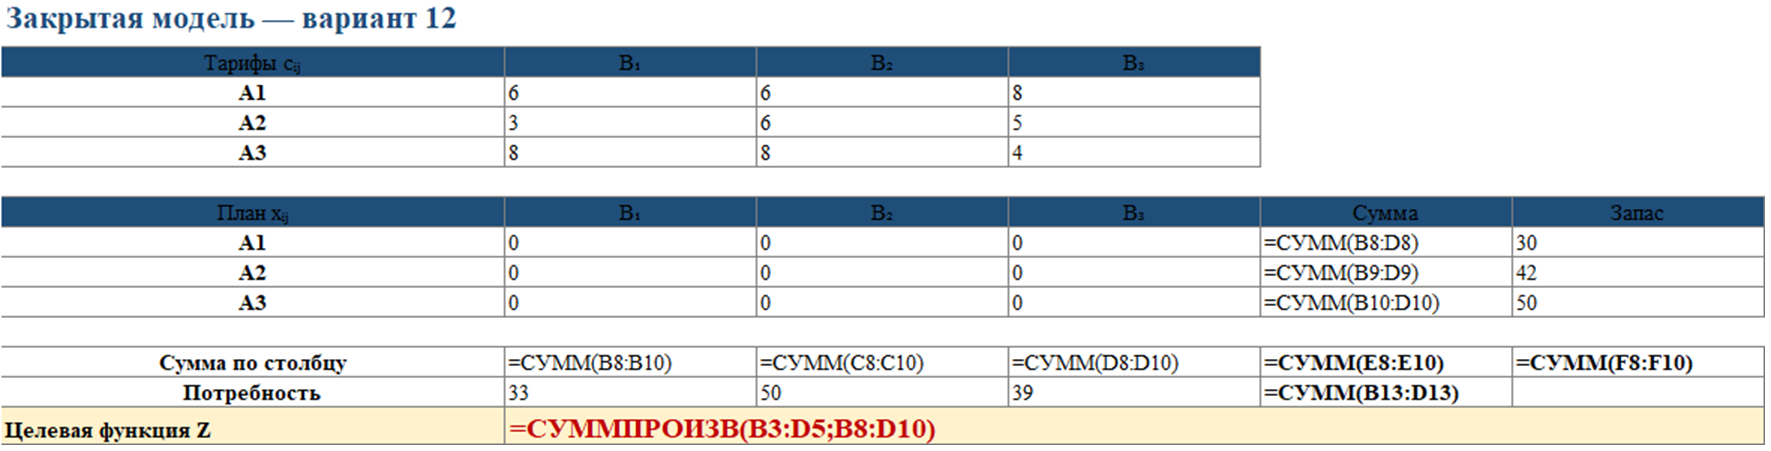 Закрытая модель — вариант 12
Тарифы cᵢⱼ B₁ B₂ B₃
A1 6 6 8
A2 3 6 5
A3 8 8 4
План xᵢⱼ B₁ B₂ B₃ Сумма Запас
A1 0 0 0 =СУММ(B8:D8) 30
A2 0 0 0 =СУММ(B9:D9) 42
A3 0 0 0 =СУММ(B10:D10) 50
Сумма по столбцу =СУММ(B8:B10) =СУММ(C8:C10) =СУММ(D8:D10) =СУММ(E8:E10) =СУММ(F8:F10)
Потребность 33 50 39 =СУММ(B13:D13)
Целевая функция Z =СУММПРОИЗВ(B3:D5;B8:D10)